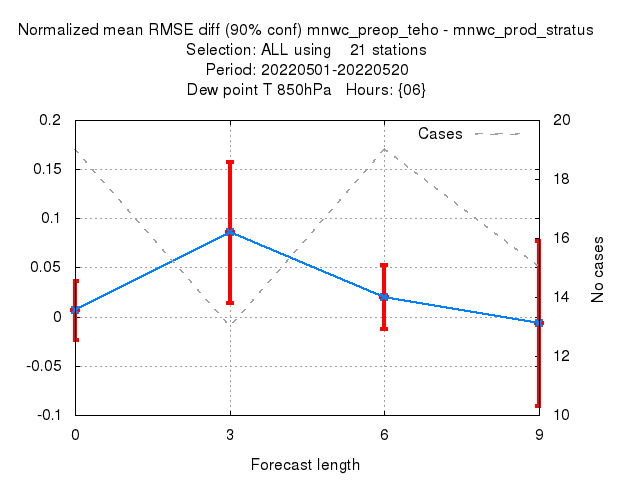 Normalized mean RMSE diff (90% conf) mnwc_preop_teho - mnwc_prod_stratus
Selection: ALL using    21 stations
Period: 20220501-20220520
Dew point T 850hPa   Hours: {06}
Cases
0.2
0.15
0.1
0.05
0
-0.05
-0.1
20
18
16
14
12
10
No cases
0 3 6 9
Forecast length